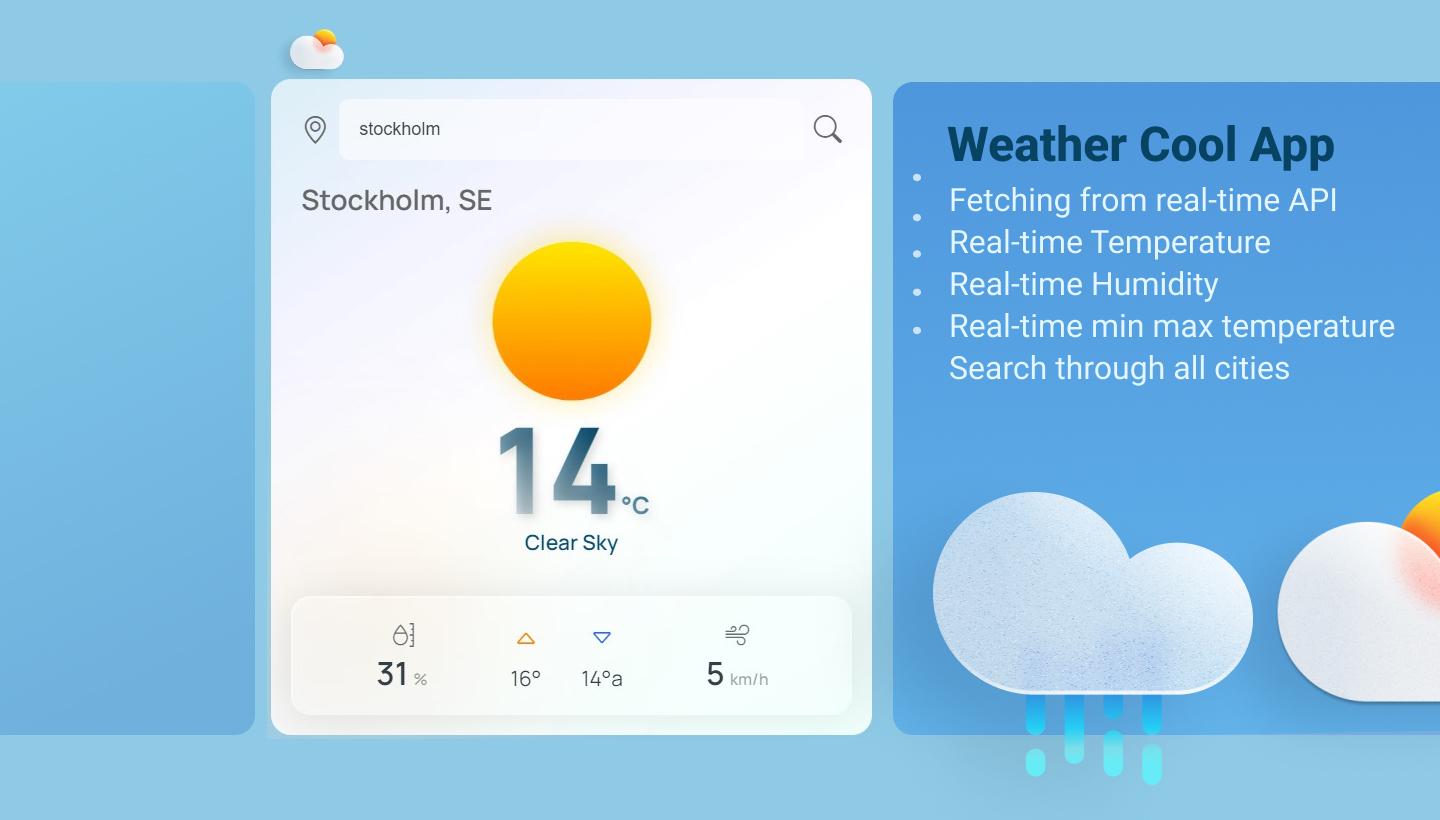 stockholm
Stockholm, SE
14 °C
Clear Sky
31 % 16° 14°a 5 km/h
Weather Cool App
Fetching from real-time API
Real-time Temperature
Real-time Humidity
Real-time min max temperature
Search through all cities